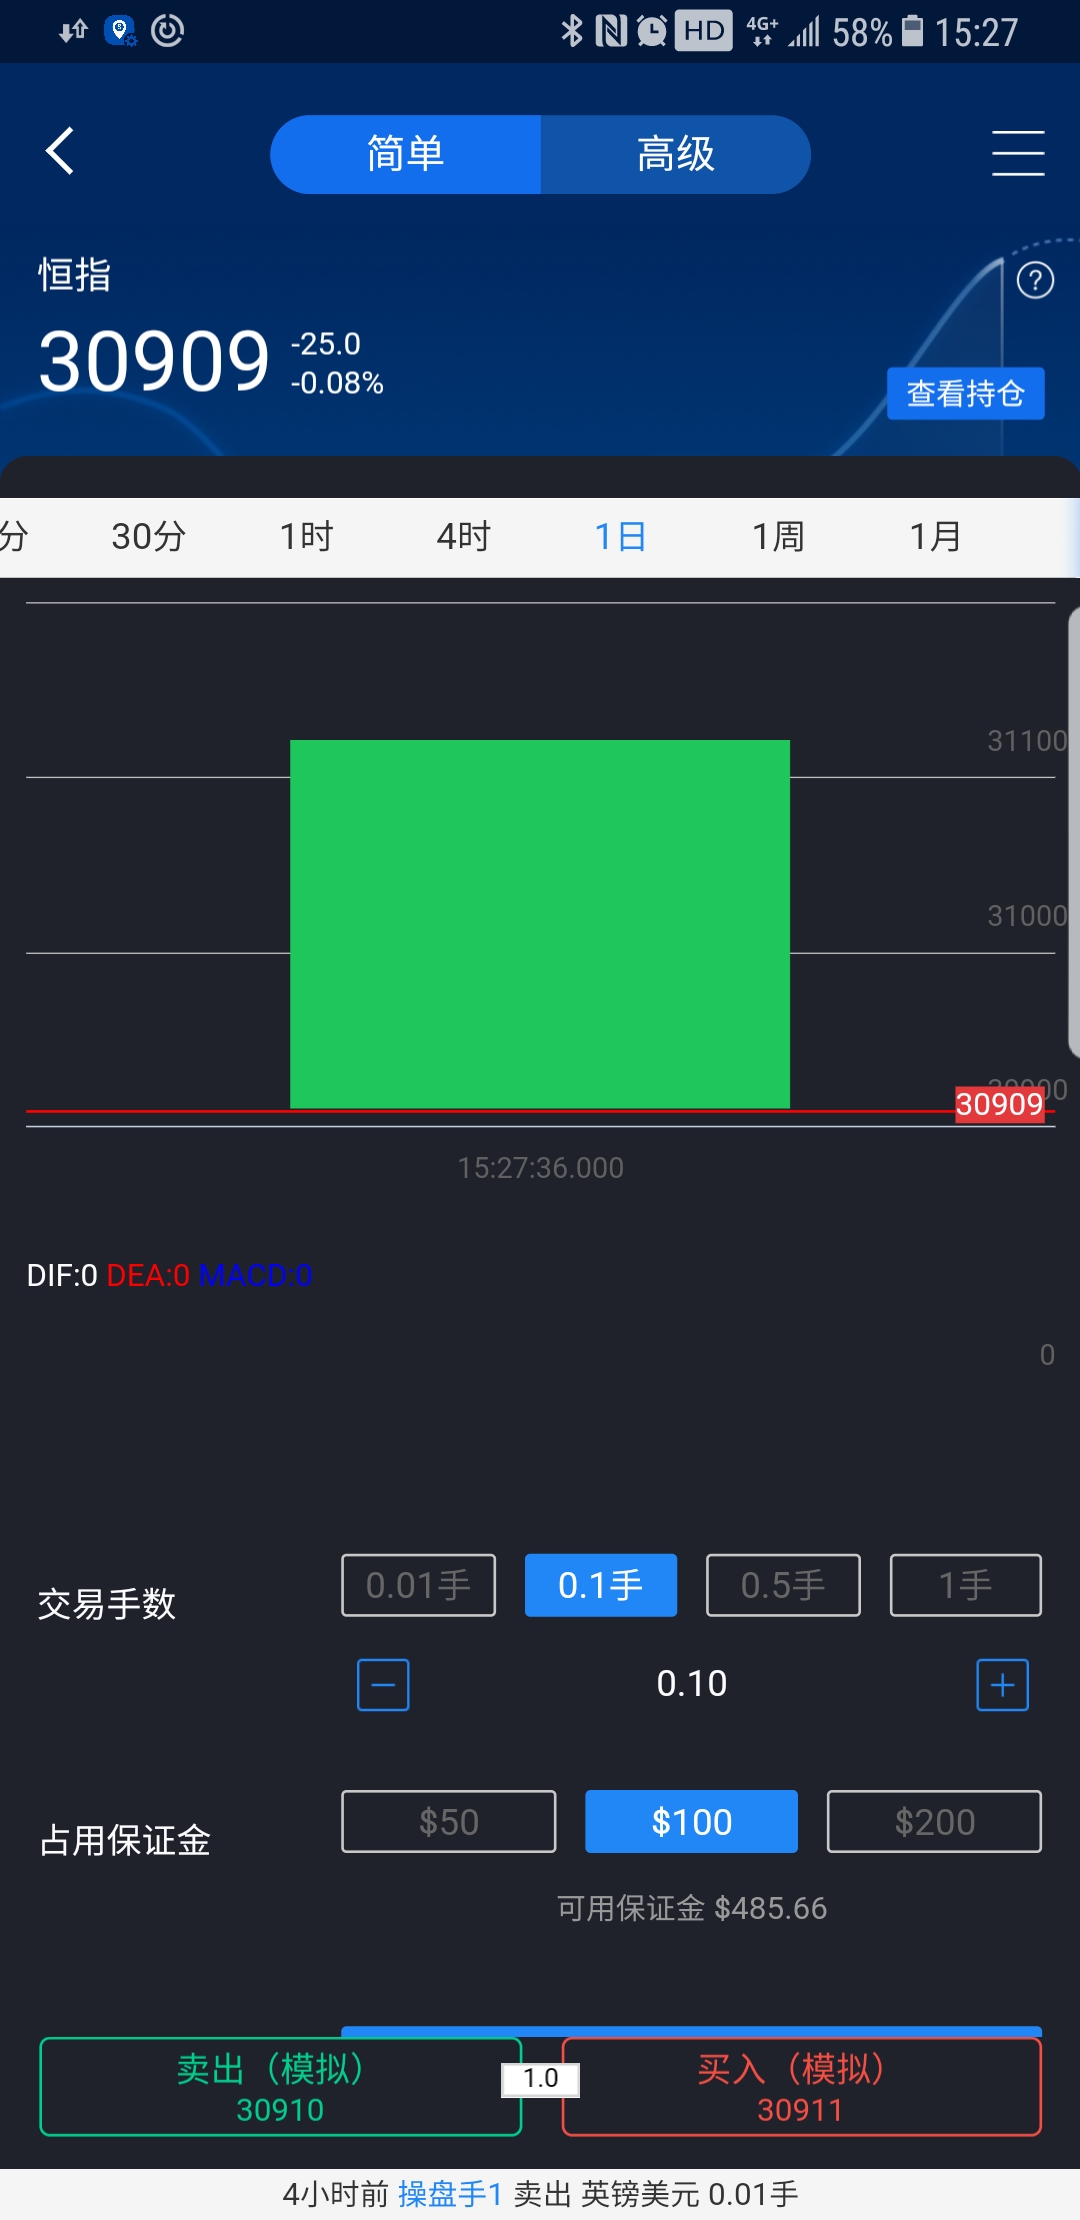 HD 4G+ 58% 15:27
简单 高级
恒指
?
30909 -25.0
-0.08%
查看持仓
分 30分 1时 4时 1日 1周 1月
31100
31000
30909
15:27:36.000
DIF:0 DEA:0 MACD:0
0
交易手数 0.01手 0.1手 0.5手 1手
0.10
占用保证金 $50 $100 $200
可用保证金 $485.66
卖出（模拟） 买入（模拟）
1.0
30910 30911
4小时前 操盘手1 卖出 英镑美元 0.01手